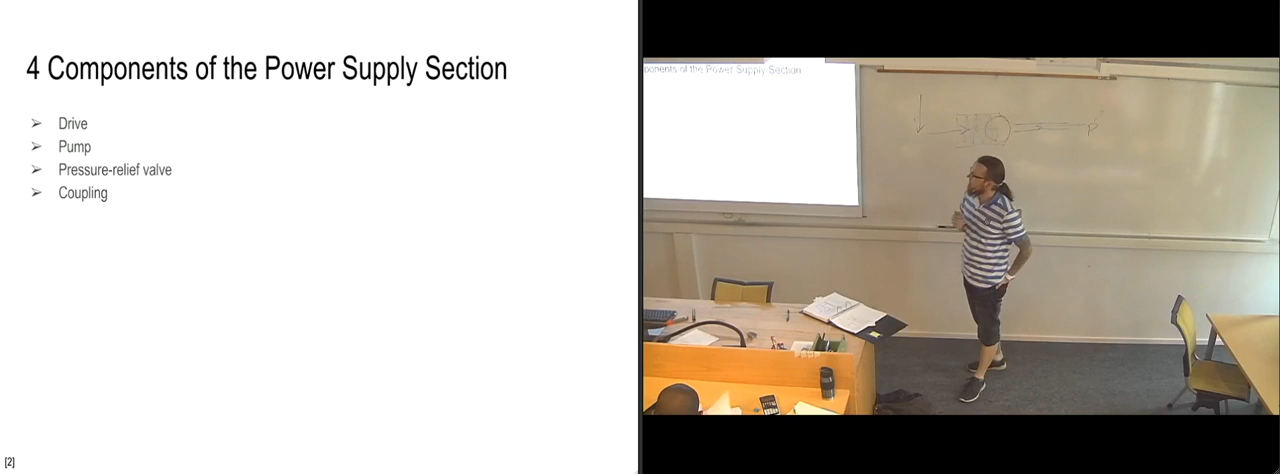 4 Components of the Power Supply Section
➢ Drive
➢ Pump
➢ Pressure-relief valve
➢ Coupling
[2]
ponents of the Power Supply Section